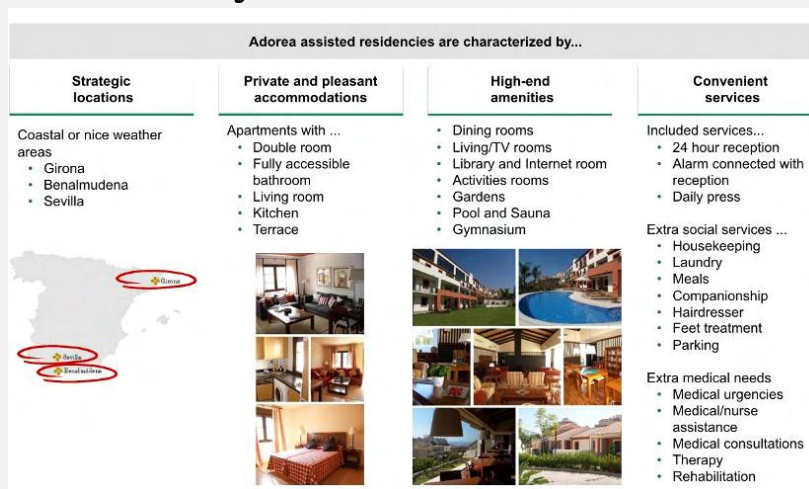 Adorea assisted residencies are characterized by...
Strategic
locations
Coastal or nice weather
areas
• Girona
• Benalmudena
• Sevilla
Girona
Sevilla
Benalmúdena
Private and pleasant
accommodations
Apartments with ...
• Double room
• Fully accessible
bathroom
• Living room
• Kitchen
• Terrace
High-end
amenities
• Dining rooms
• Living/TV rooms
• Library and Internet room
• Activities rooms
• Gardens
• Pool and Sauna
• Gymnasium
Convenient
services
Included services...
• 24 hour reception
• Alarm connected with
reception
• Daily press
Extra social services ...
• Housekeeping
• Laundry
• Meals
• Companionship
• Hairdresser
• Feet treatment
• Parking
Extra medical needs
• Medical urgencies
• Medical/nurse
assistance
• Medical consultations
• Therapy
• Rehabilitation